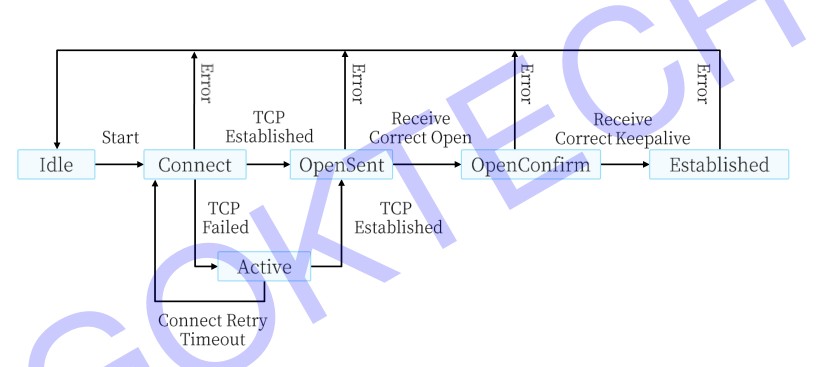 Error
Error
Error
Error
TCP
Established
Start
Receive
Correct Open
Receive
Correct Keepalive
Idle
Connect
OpenSent
OpenConfirm
Established
TCP
Failed
TCP
Established
Active
Connect Retry
Timeout
GOKTECH